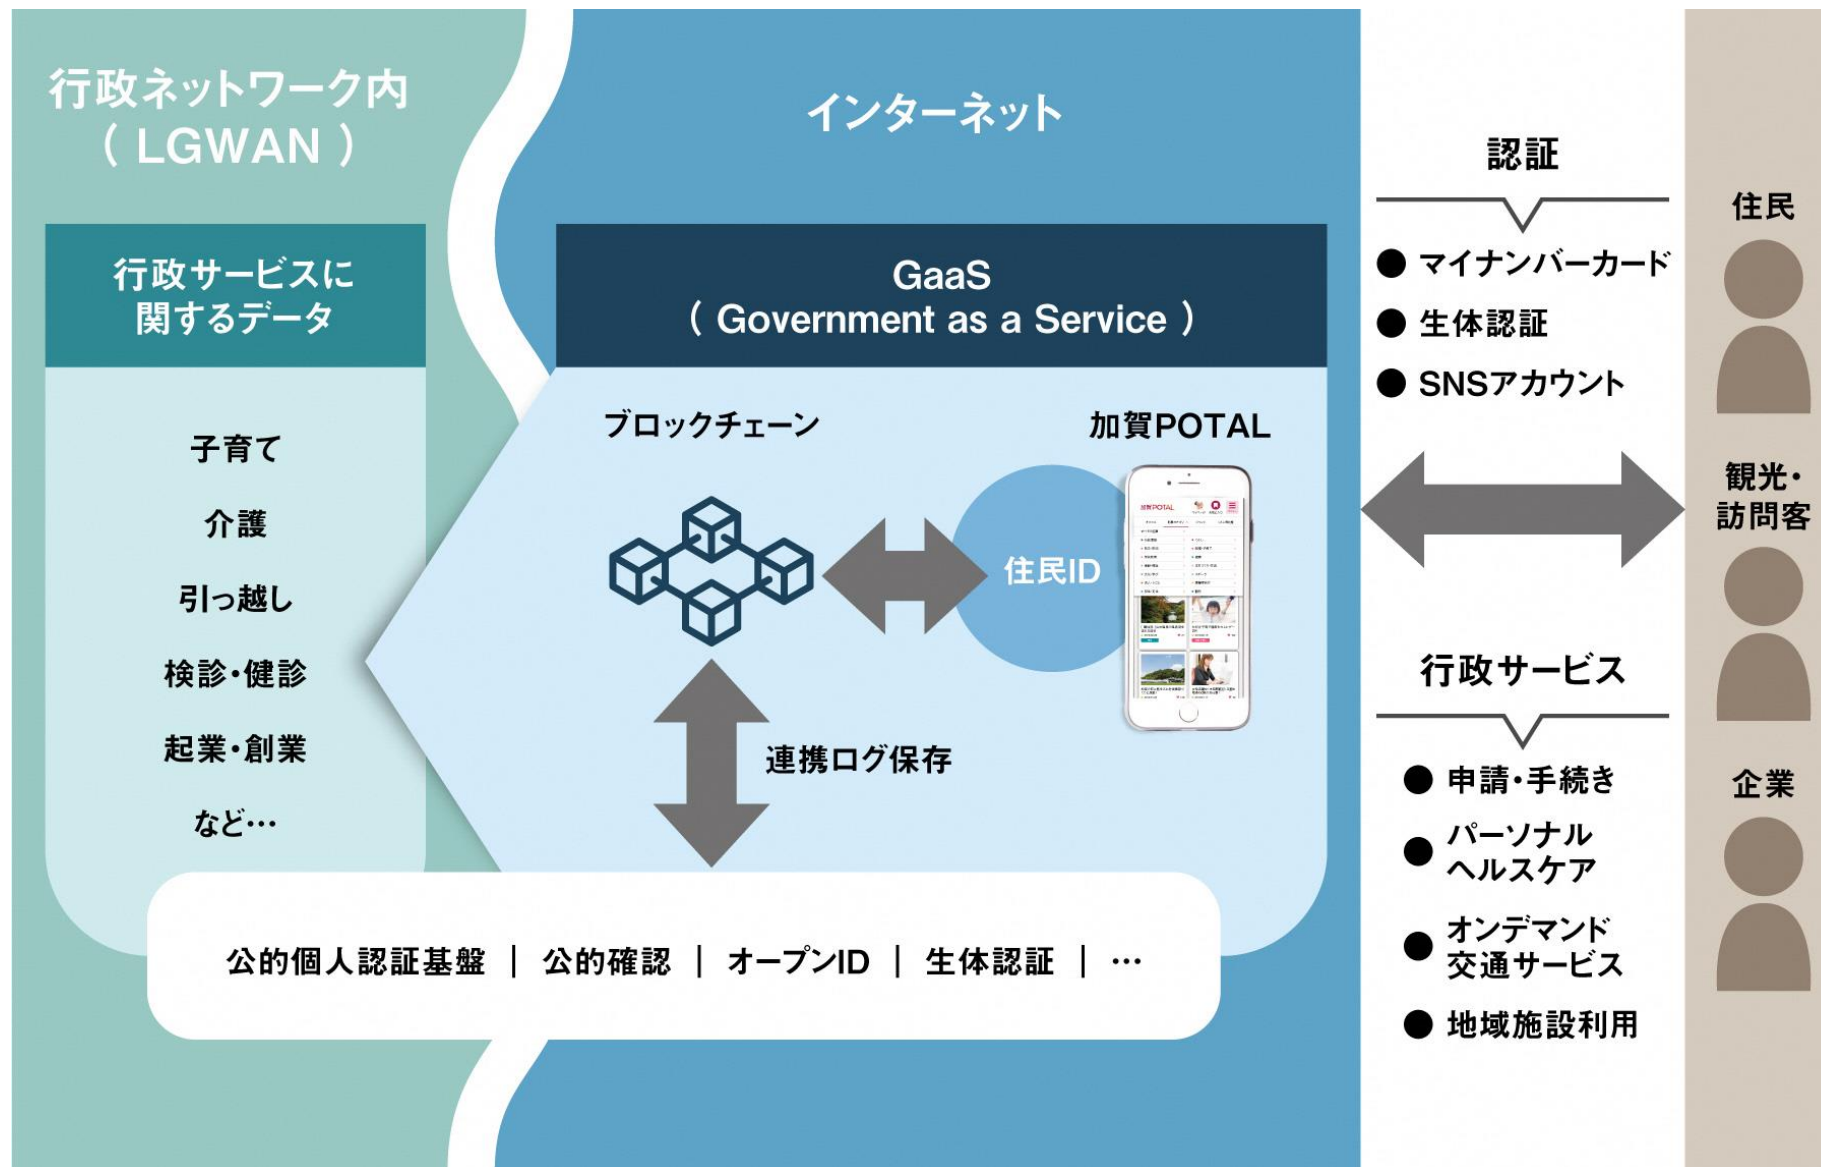 行政ネットワーク内
( LGWAN )
インターネット
行政サービスに
関するデータ
子育て
介護
引っ越し
検診・健診
起業・創業
など…
GaaS
( Government as a Service )
ブロックチェーン
加賀POTAL
加賀POTAL
住民ID
連携ログ保存
公的個人認証基盤 | 公的確認 | オープンID | 生体認証 | …
認証
● マイナンバーカード
● 生体認証
● SNSアカウント
行政サービス
● 申請・手続き
● パーソナル
ヘルスケア
● オンデマンド
交通サービス
● 地域施設利用
住民
観光・
訪問客
企業